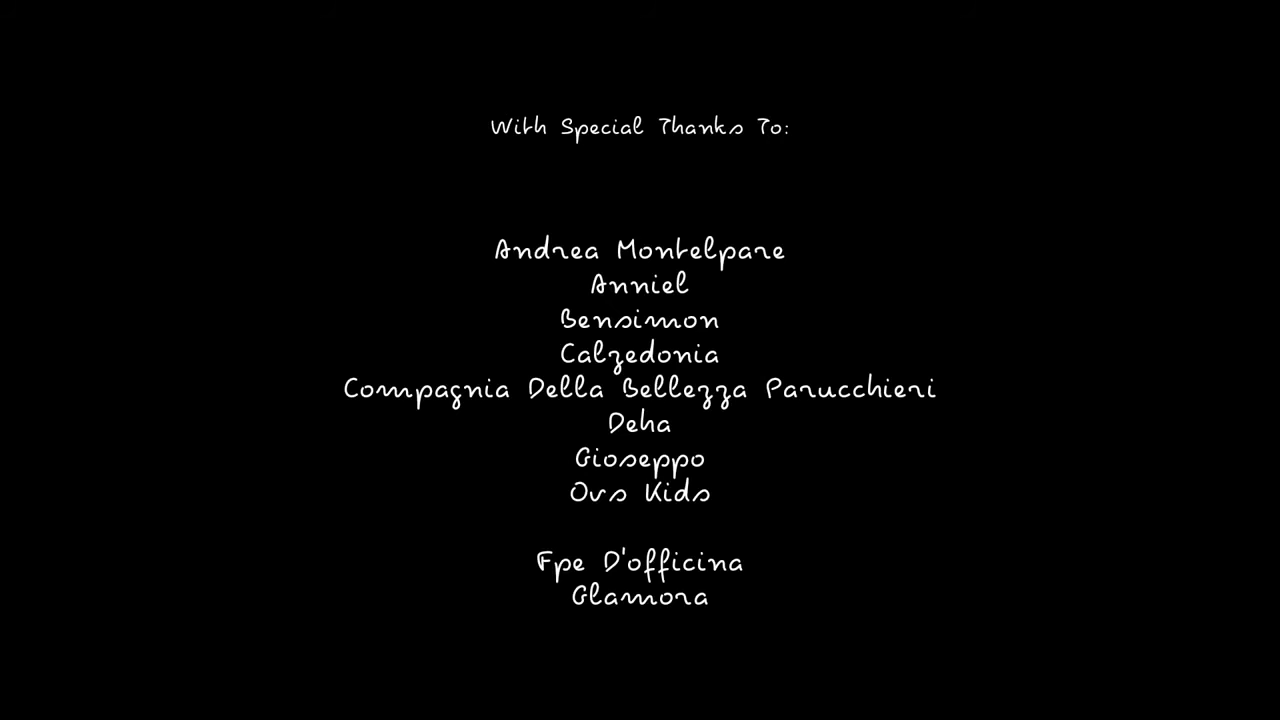 With Special Thanks To:
Andrea Montelpare
Anniel
Bensimon
Calzedonia
Compagnia Della Bellezza Parucchieri
Deha
Gioseppo
Ovs Kids
Fpe D'officina
Glamora